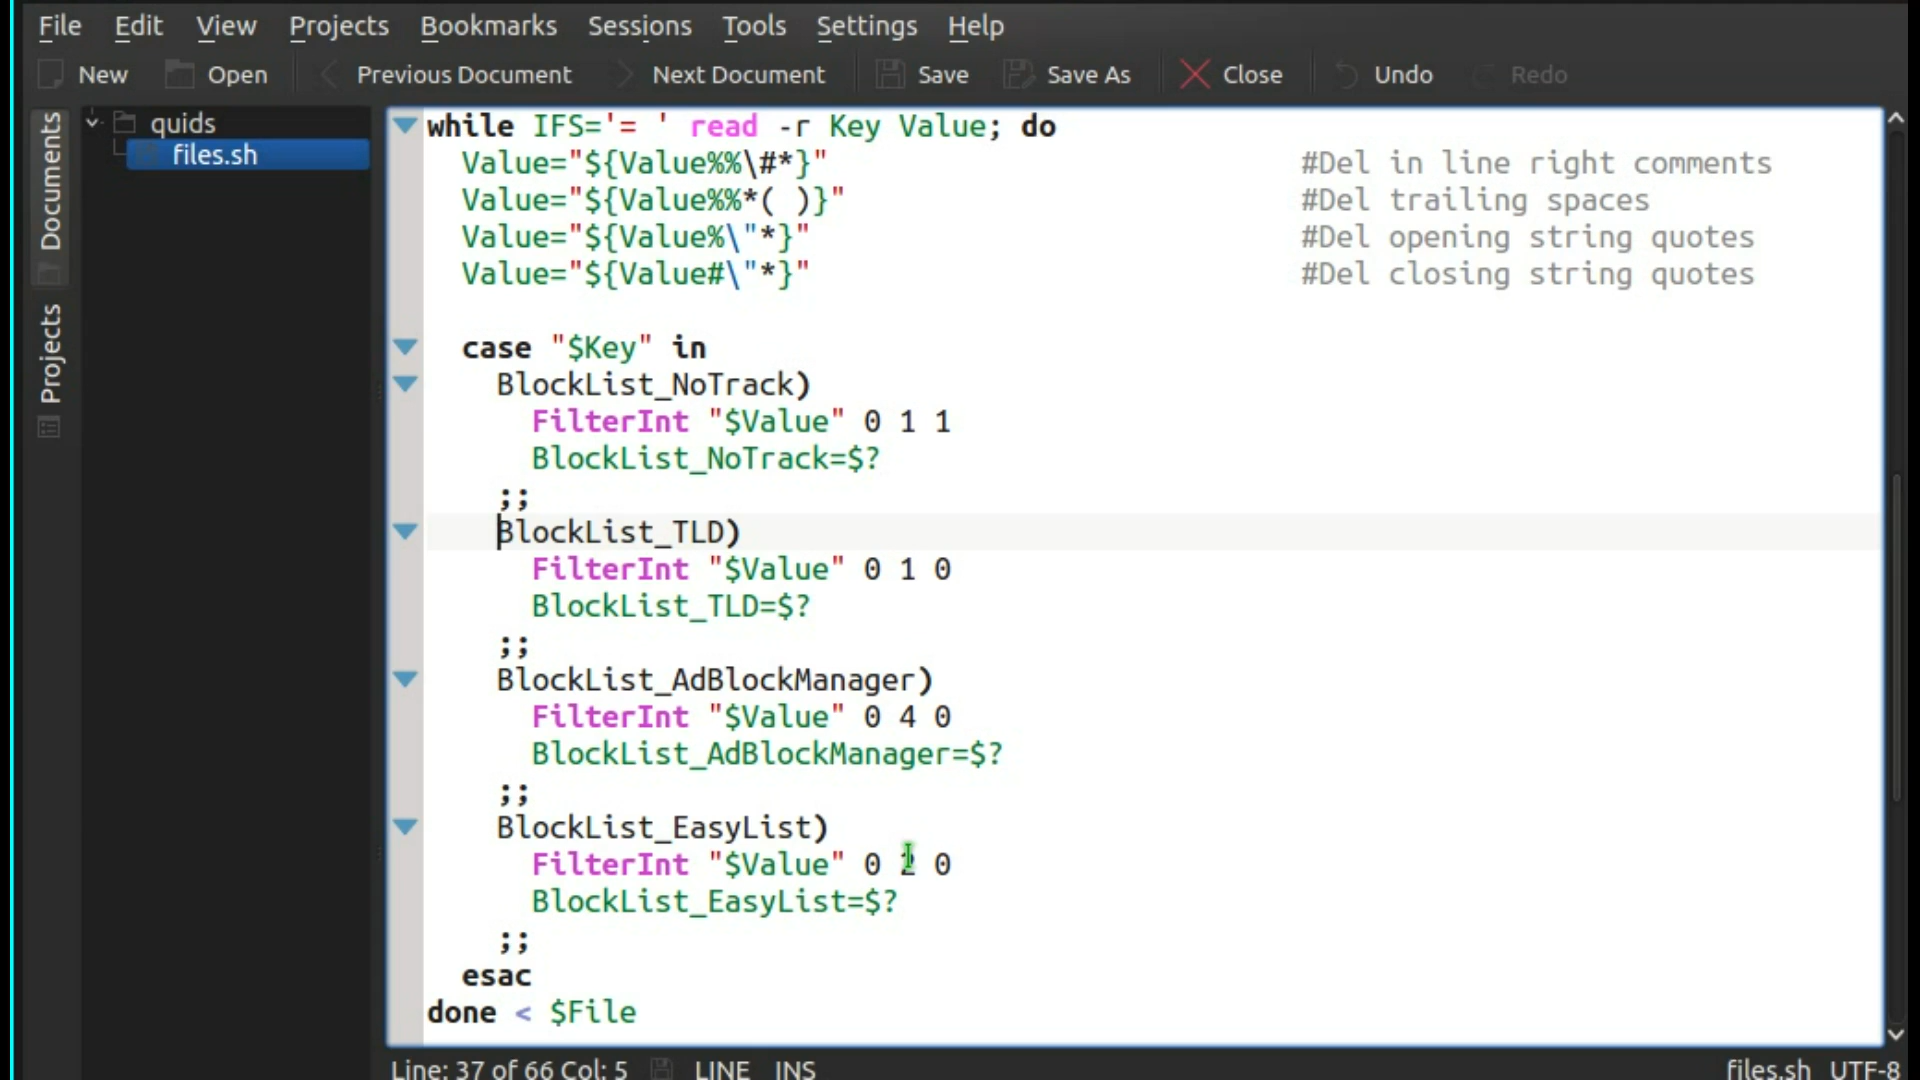 File Edit View Projects Bookmarks Sessions Tools Settings Help
New Open Previous Document Next Document Save Save As Close Undo Redo
Documents
Projects
quids
files.sh
while IFS='= ' read -r Key Value; do
  Value="${Value%%\#*}" #Del in line right comments
  Value="${Value%%*( )}" #Del trailing spaces
  Value="${Value%\"*}" #Del opening string quotes
  Value="${Value#\"*}" #Del closing string quotes
  case "$Key" in
    BlockList_NoTrack)
      FilterInt "$Value" 0 1 1
      BlockList_NoTrack=$?
    ;;
    BlockList_TLD)
      FilterInt "$Value" 0 1 0
      BlockList_TLD=$?
    ;;
    BlockList_AdBlockManager)
      FilterInt "$Value" 0 4 0
      BlockList_AdBlockManager=$?
    ;;
    BlockList_EasyList)
      FilterInt "$Value" 0 2 0
      BlockList_EasyList=$?
    ;;
  esac
done < $File
Line: 37 of 66 Col: 5 LINE INS files.sh UTF-8